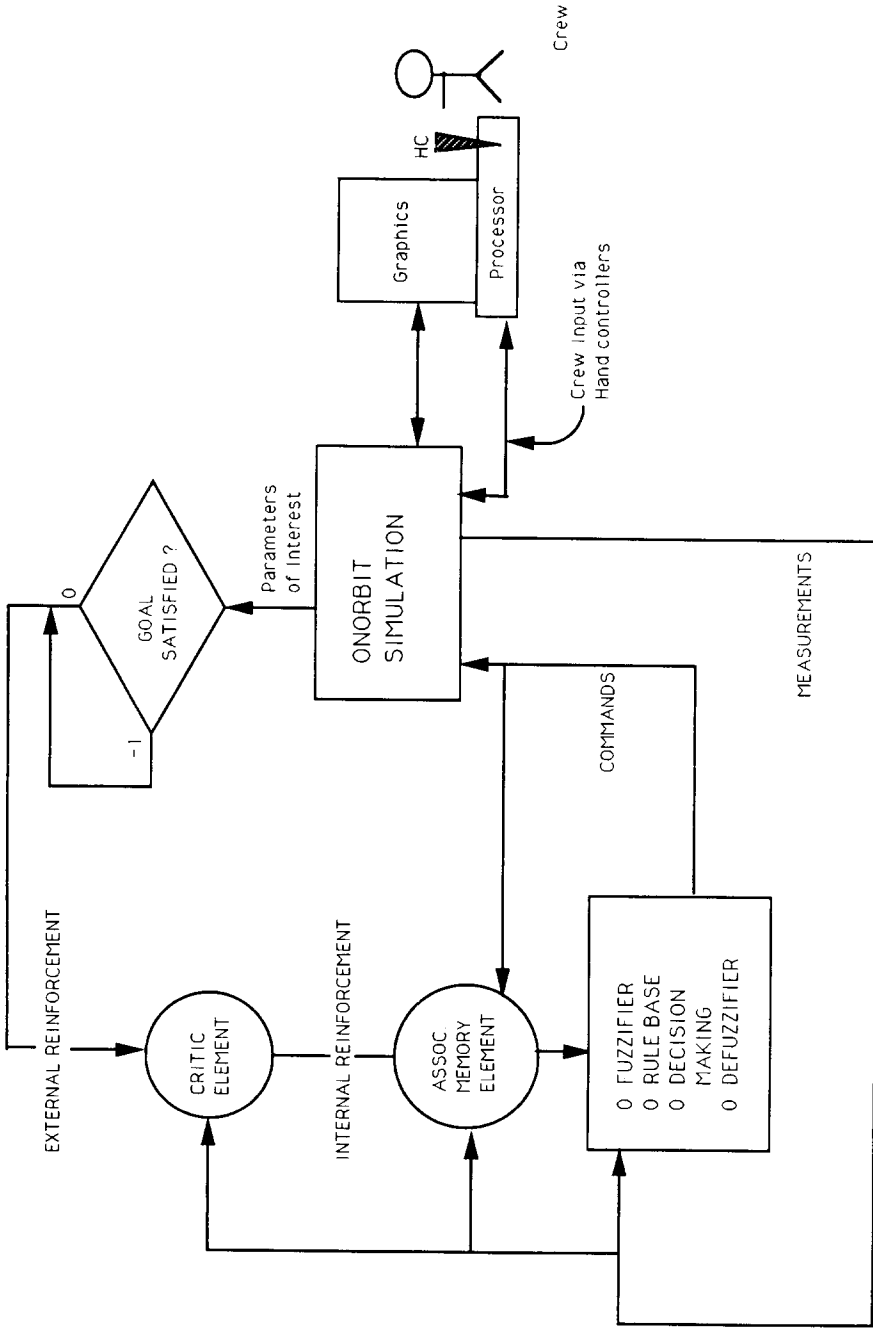 EXTERNAL REINFORCEMENT
CRITIC
ELEMENT
INTERNAL REINFORCEMENT
ASSOC.
MEMORY
ELEMENT
O FUZZIFIER
O RULE BASE
O DECISION
MAKING
O DEFUZZIFIER
-1
0
GOAL
SATISFIED ?
Parameters
of Interest
ONORBIT
SIMULATION
COMMANDS
MEASUREMENTS
Graphics
Processor
HC
Crew
Crew Input via
Hand controllers